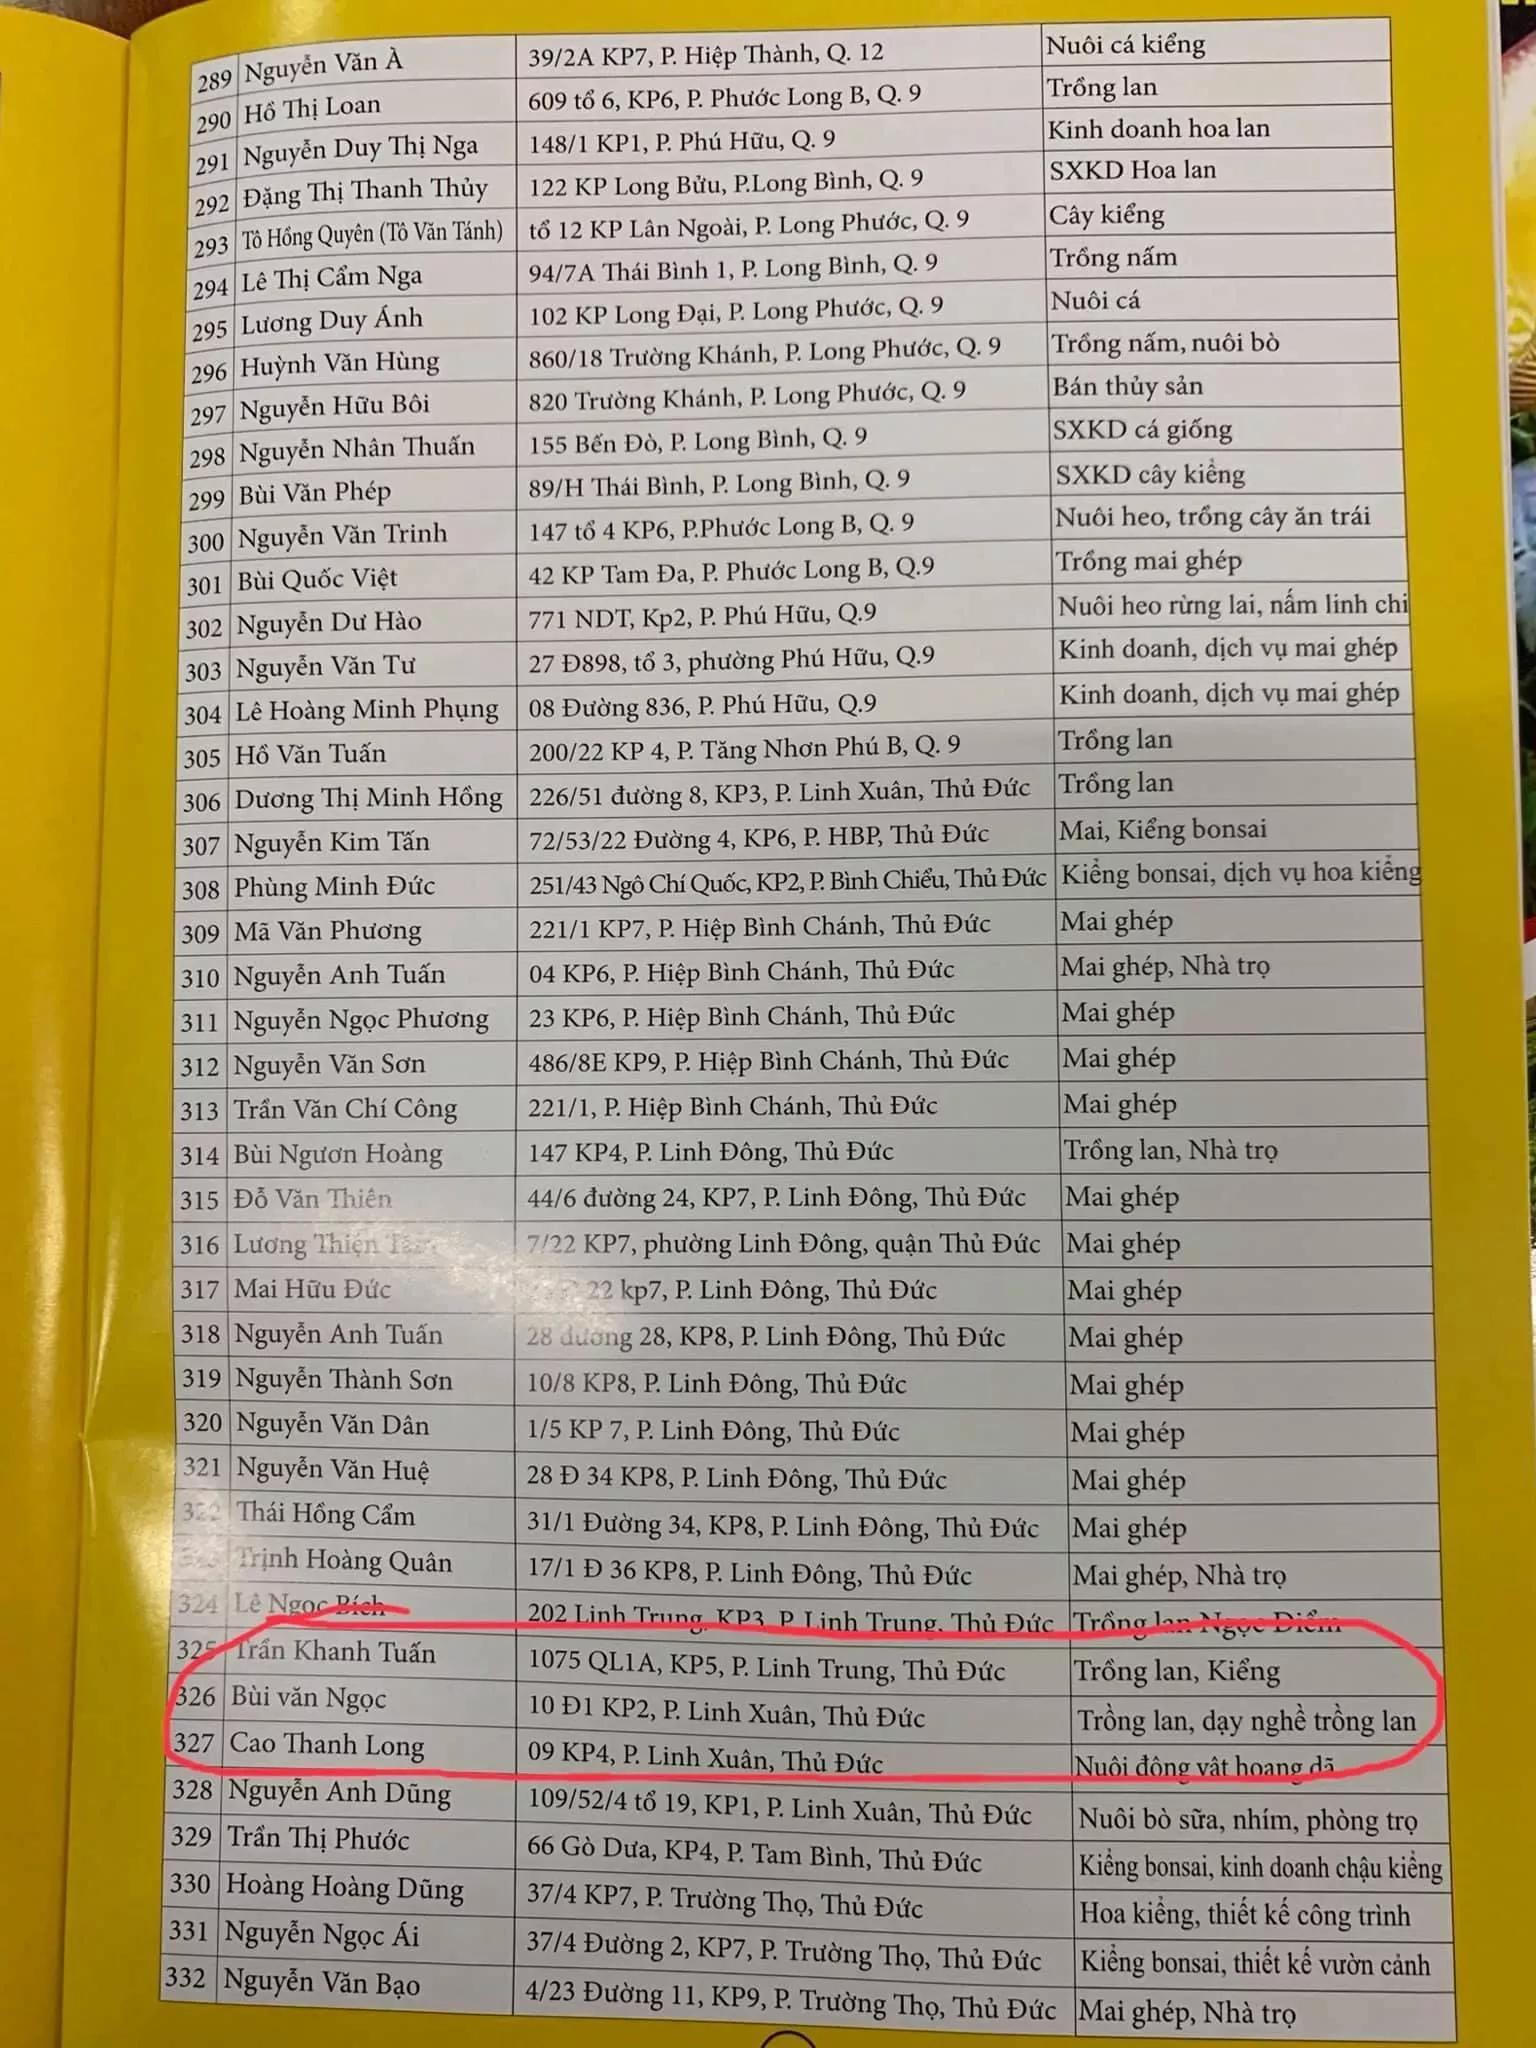 289 Nguyễn Văn À 39/2A KP7, P. Hiệp Thành, Q. 12 Nuôi cá kiểng
290 Hồ Thị Loan 609 tổ 6, KP6, P. Phước Long B, Q. 9 Trồng lan
291 Nguyễn Duy Thị Nga 148/1 KP1, P. Phú Hữu, Q. 9 Kinh doanh hoa lan
292 Đặng Thị Thanh Thủy 122 KP Long Bửu, P.Long Bình, Q. 9 SXKD Hoa lan
293 Tô Hồng Quyên (Tô Văn Tánh) tổ 12 KP Lân Ngoài, P. Long Phước, Q. 9 Cây kiểng
294 Lê Thị Cẩm Nga 94/7A Thái Bình 1, P. Long Bình, Q. 9 Trồng nấm
295 Lương Duy Ánh 102 KP Long Đại, P. Long Phước, Q. 9 Nuôi cá
296 Huỳnh Văn Hùng 860/18 Trường Khánh, P. Long Phước, Q. 9 Trồng nấm, nuôi bò
297 Nguyễn Hữu Bôi 820 Trường Khánh, P. Long Phước, Q. 9 Bán thủy sản
298 Nguyễn Nhân Thuấn 155 Bến Đò, P. Long Bình, Q. 9 SXKD cá giống
299 Bùi Văn Phép 89/H Thái Bình, P. Long Bình, Q. 9 SXKD cây kiểng
300 Nguyễn Văn Trinh 147 tổ 4 KP6, P.Phước Long B, Q. 9 Nuôi heo, trồng cây ăn trái
301 Bùi Quốc Việt 42 KP Tam Đa, P. Phước Long B, Q.9 Trồng mai ghép
302 Nguyễn Dư Hào 771 NDT, Kp2, P. Phú Hữu, Q.9 Nuôi heo rừng lai, nấm linh chi
303 Nguyễn Văn Tư 27 Đ898, tổ 3, phường Phú Hữu, Q.9 Kinh doanh, dịch vụ mai ghép
304 Lê Hoàng Minh Phụng 08 Đường 836, P. Phú Hữu, Q.9 Kinh doanh, dịch vụ mai ghép
305 Hồ Văn Tuấn 200/22 KP 4, P. Tăng Nhơn Phú B, Q. 9 Trồng lan
306 Dương Thị Minh Hồng 226/51 đường 8, KP3, P. Linh Xuân, Thủ Đức Trồng lan
307 Nguyễn Kim Tấn 72/53/22 Đường 4, KP6, P. HBP, Thủ Đức Mai, Kiểng bonsai
308 Phùng Minh Đức 251/43 Ngô Chí Quốc, KP2, P. Bình Chiểu, Thủ Đức Kiểng bonsai, dịch vụ hoa kiểng
309 Mã Văn Phương 221/1 KP7, P. Hiệp Bình Chánh, Thủ Đức Mai ghép
310 Nguyễn Anh Tuấn 04 KP6, P. Hiệp Bình Chánh, Thủ Đức Mai ghép, Nhà trọ
311 Nguyễn Ngọc Phương 23 KP6, P. Hiệp Bình Chánh, Thủ Đức Mai ghép
312 Nguyễn Văn Sơn 486/8E KP9, P. Hiệp Bình Chánh, Thủ Đức Mai ghép
313 Trần Văn Chí Công 221/1, P. Hiệp Bình Chánh, Thủ Đức Mai ghép
314 Bùi Ngươn Hoàng 147 KP4, P. Linh Đông, Thủ Đức Trồng lan, Nhà trọ
315 Đỗ Văn Thiên 44/6 đường 24, KP7, P. Linh Đông, Thủ Đức Mai ghép
316 Lương Thiện 7/22 KP7, phường Linh Đông, quận Thủ Đức Mai ghép
317 Mai Hữu Đức 22 kp7, P. Linh Đông, Thủ Đức Mai ghép
318 Nguyễn Anh Tuấn 28 đường 28, KP8, P. Linh Đông, Thủ Đức Mai ghép
319 Nguyễn Thành Sơn 10/8 KP8, P. Linh Đông, Thủ Đức Mai ghép
320 Nguyễn Văn Dân 1/5 KP 7, P. Linh Đông, Thủ Đức Mai ghép
321 Nguyễn Văn Huệ 28 Đ 34 KP8, P. Linh Đông, Thủ Đức Mai ghép
322 Thái Hồng Cẩm 31/1 Đường 34, KP8, P. Linh Đông, Thủ Đức Mai ghép
323 Trịnh Hoàng Quân 17/1 Đ 36 KP8, P. Linh Đông, Thủ Đức Mai ghép, Nhà trọ
324 Lê Ngọc Bích 202 Linh Trung, KP3, P. Linh Trung, Thủ Đức Trồng lan Ngọc Điểm
325 Trần Khanh Tuấn 1075 QL1A, KP5, P. Linh Trung, Thủ Đức Trồng lan, Kiểng
326 Bùi văn Ngọc 10 Đ1 KP2, P. Linh Xuân, Thủ Đức Trồng lan, dạy nghề trồng lan
327 Cao Thanh Long 09 KP4, P. Linh Xuân, Thủ Đức Nuôi động vật hoang dã
328 Nguyễn Anh Dũng 109/52/4 tổ 19, KP1, P. Linh Xuân, Thủ Đức Nuôi bò sữa, nhím, phòng trọ
329 Trần Thị Phước 66 Gò Dưa, KP4, P. Tam Bình, Thủ Đức Kiểng bonsai, kinh doanh chậu kiểng
330 Hoàng Hoàng Dũng 37/4 KP7, P. Trường Thọ, Thủ Đức Hoa kiểng, thiết kế công trình
331 Nguyễn Ngọc Ái 37/4 Đường 2, KP7, P. Trường Thọ, Thủ Đức Kiểng bonsai, thiết kế vườn cảnh
332 Nguyễn Văn Bạo 4/23 Đường 11, KP9, P. Trường Thọ, Thủ Đức Mai ghép, Nhà trọ